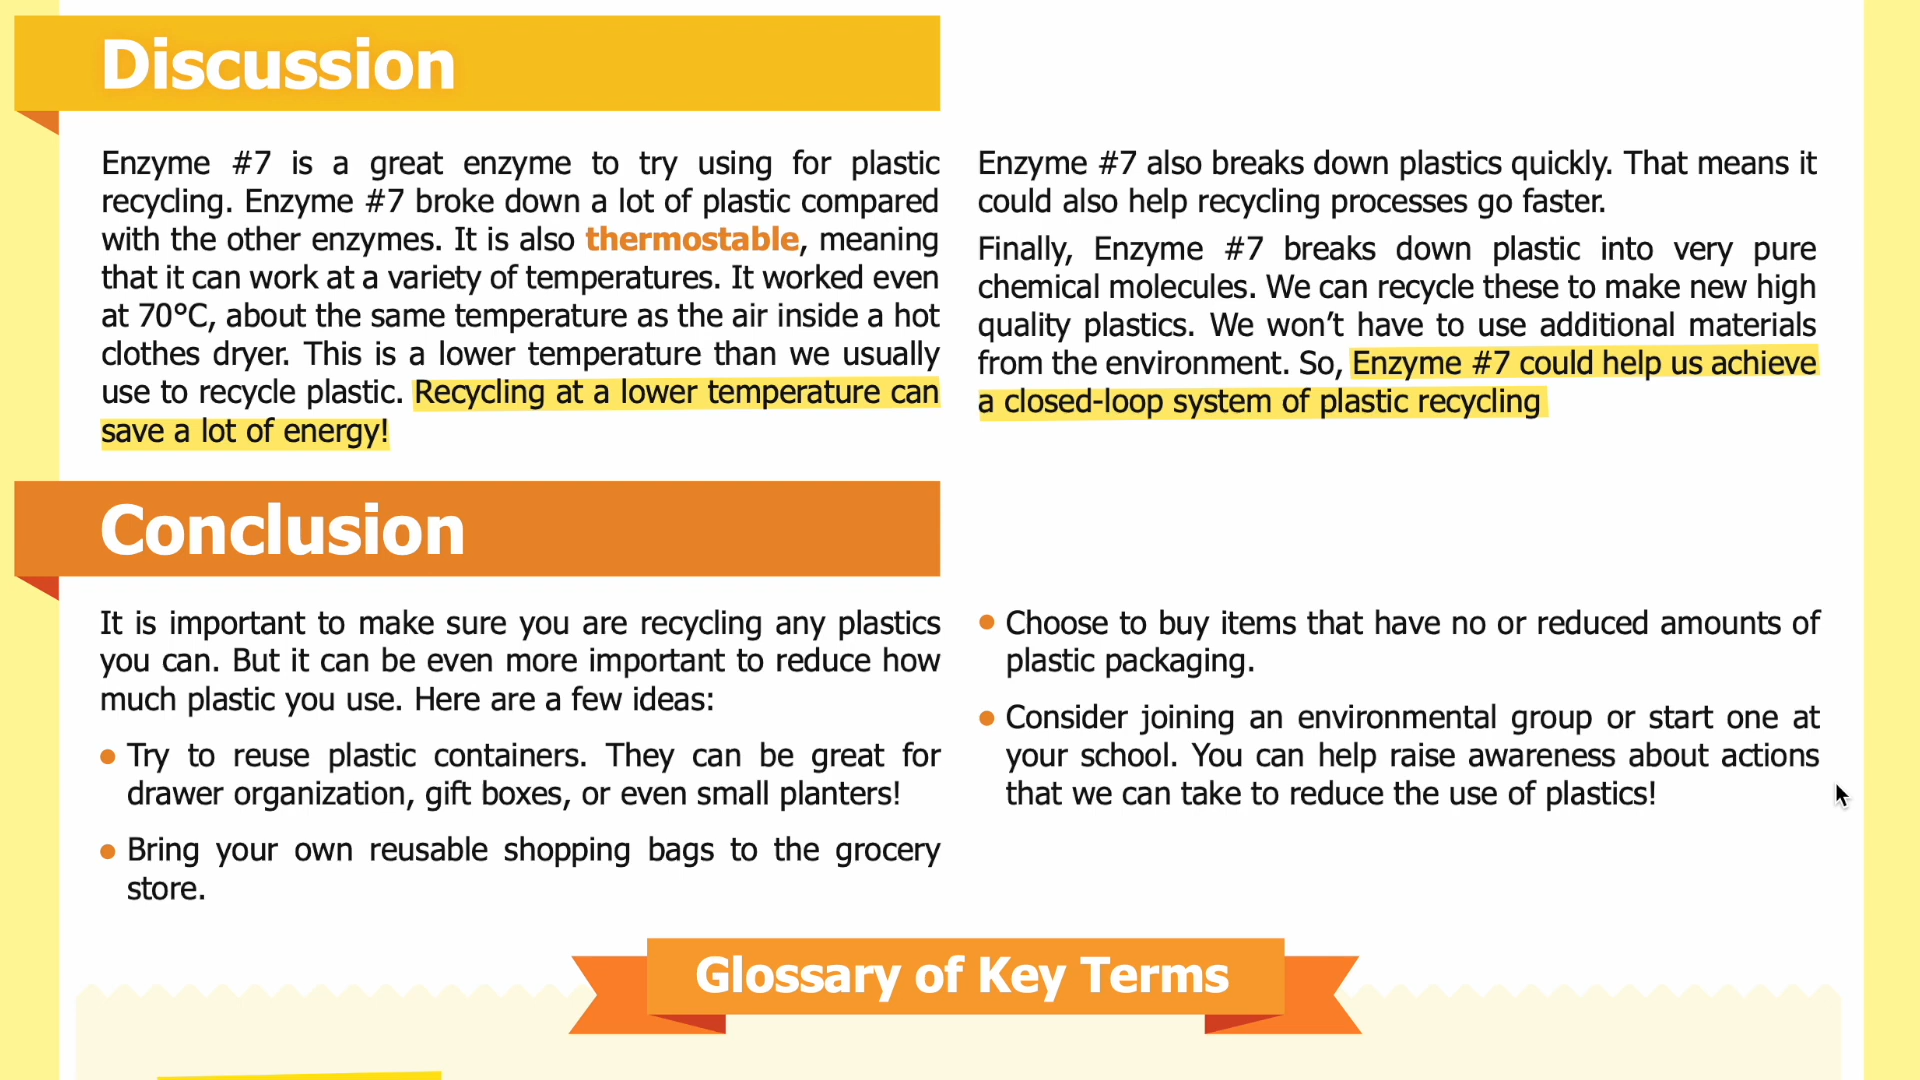 Discussion
Enzyme #7 is a great enzyme to try using for plastic
recycling. Enzyme #7 broke down a lot of plastic compared
with the other enzymes. It is also thermostable, meaning
that it can work at a variety of temperatures. It worked even
at 70°C, about the same temperature as the air inside a hot
clothes dryer. This is a lower temperature than we usually
use to recycle plastic. Recycling at a lower temperature can
save a lot of energy!
Enzyme #7 also breaks down plastics quickly. That means it
could also help recycling processes go faster.
Finally, Enzyme #7 breaks down plastic into very pure
chemical molecules. We can recycle these to make new high
quality plastics. We won’t have to use additional materials
from the environment. So, Enzyme #7 could help us achieve
a closed-loop system of plastic recycling
Conclusion
It is important to make sure you are recycling any plastics
you can. But it can be even more important to reduce how
much plastic you use. Here are a few ideas:
• Try to reuse plastic containers. They can be great for
drawer organization, gift boxes, or even small planters!
• Bring your own reusable shopping bags to the grocery
store.
• Choose to buy items that have no or reduced amounts of
plastic packaging.
• Consider joining an environmental group or start one at
your school. You can help raise awareness about actions
that we can take to reduce the use of plastics!
Glossary of Key Terms